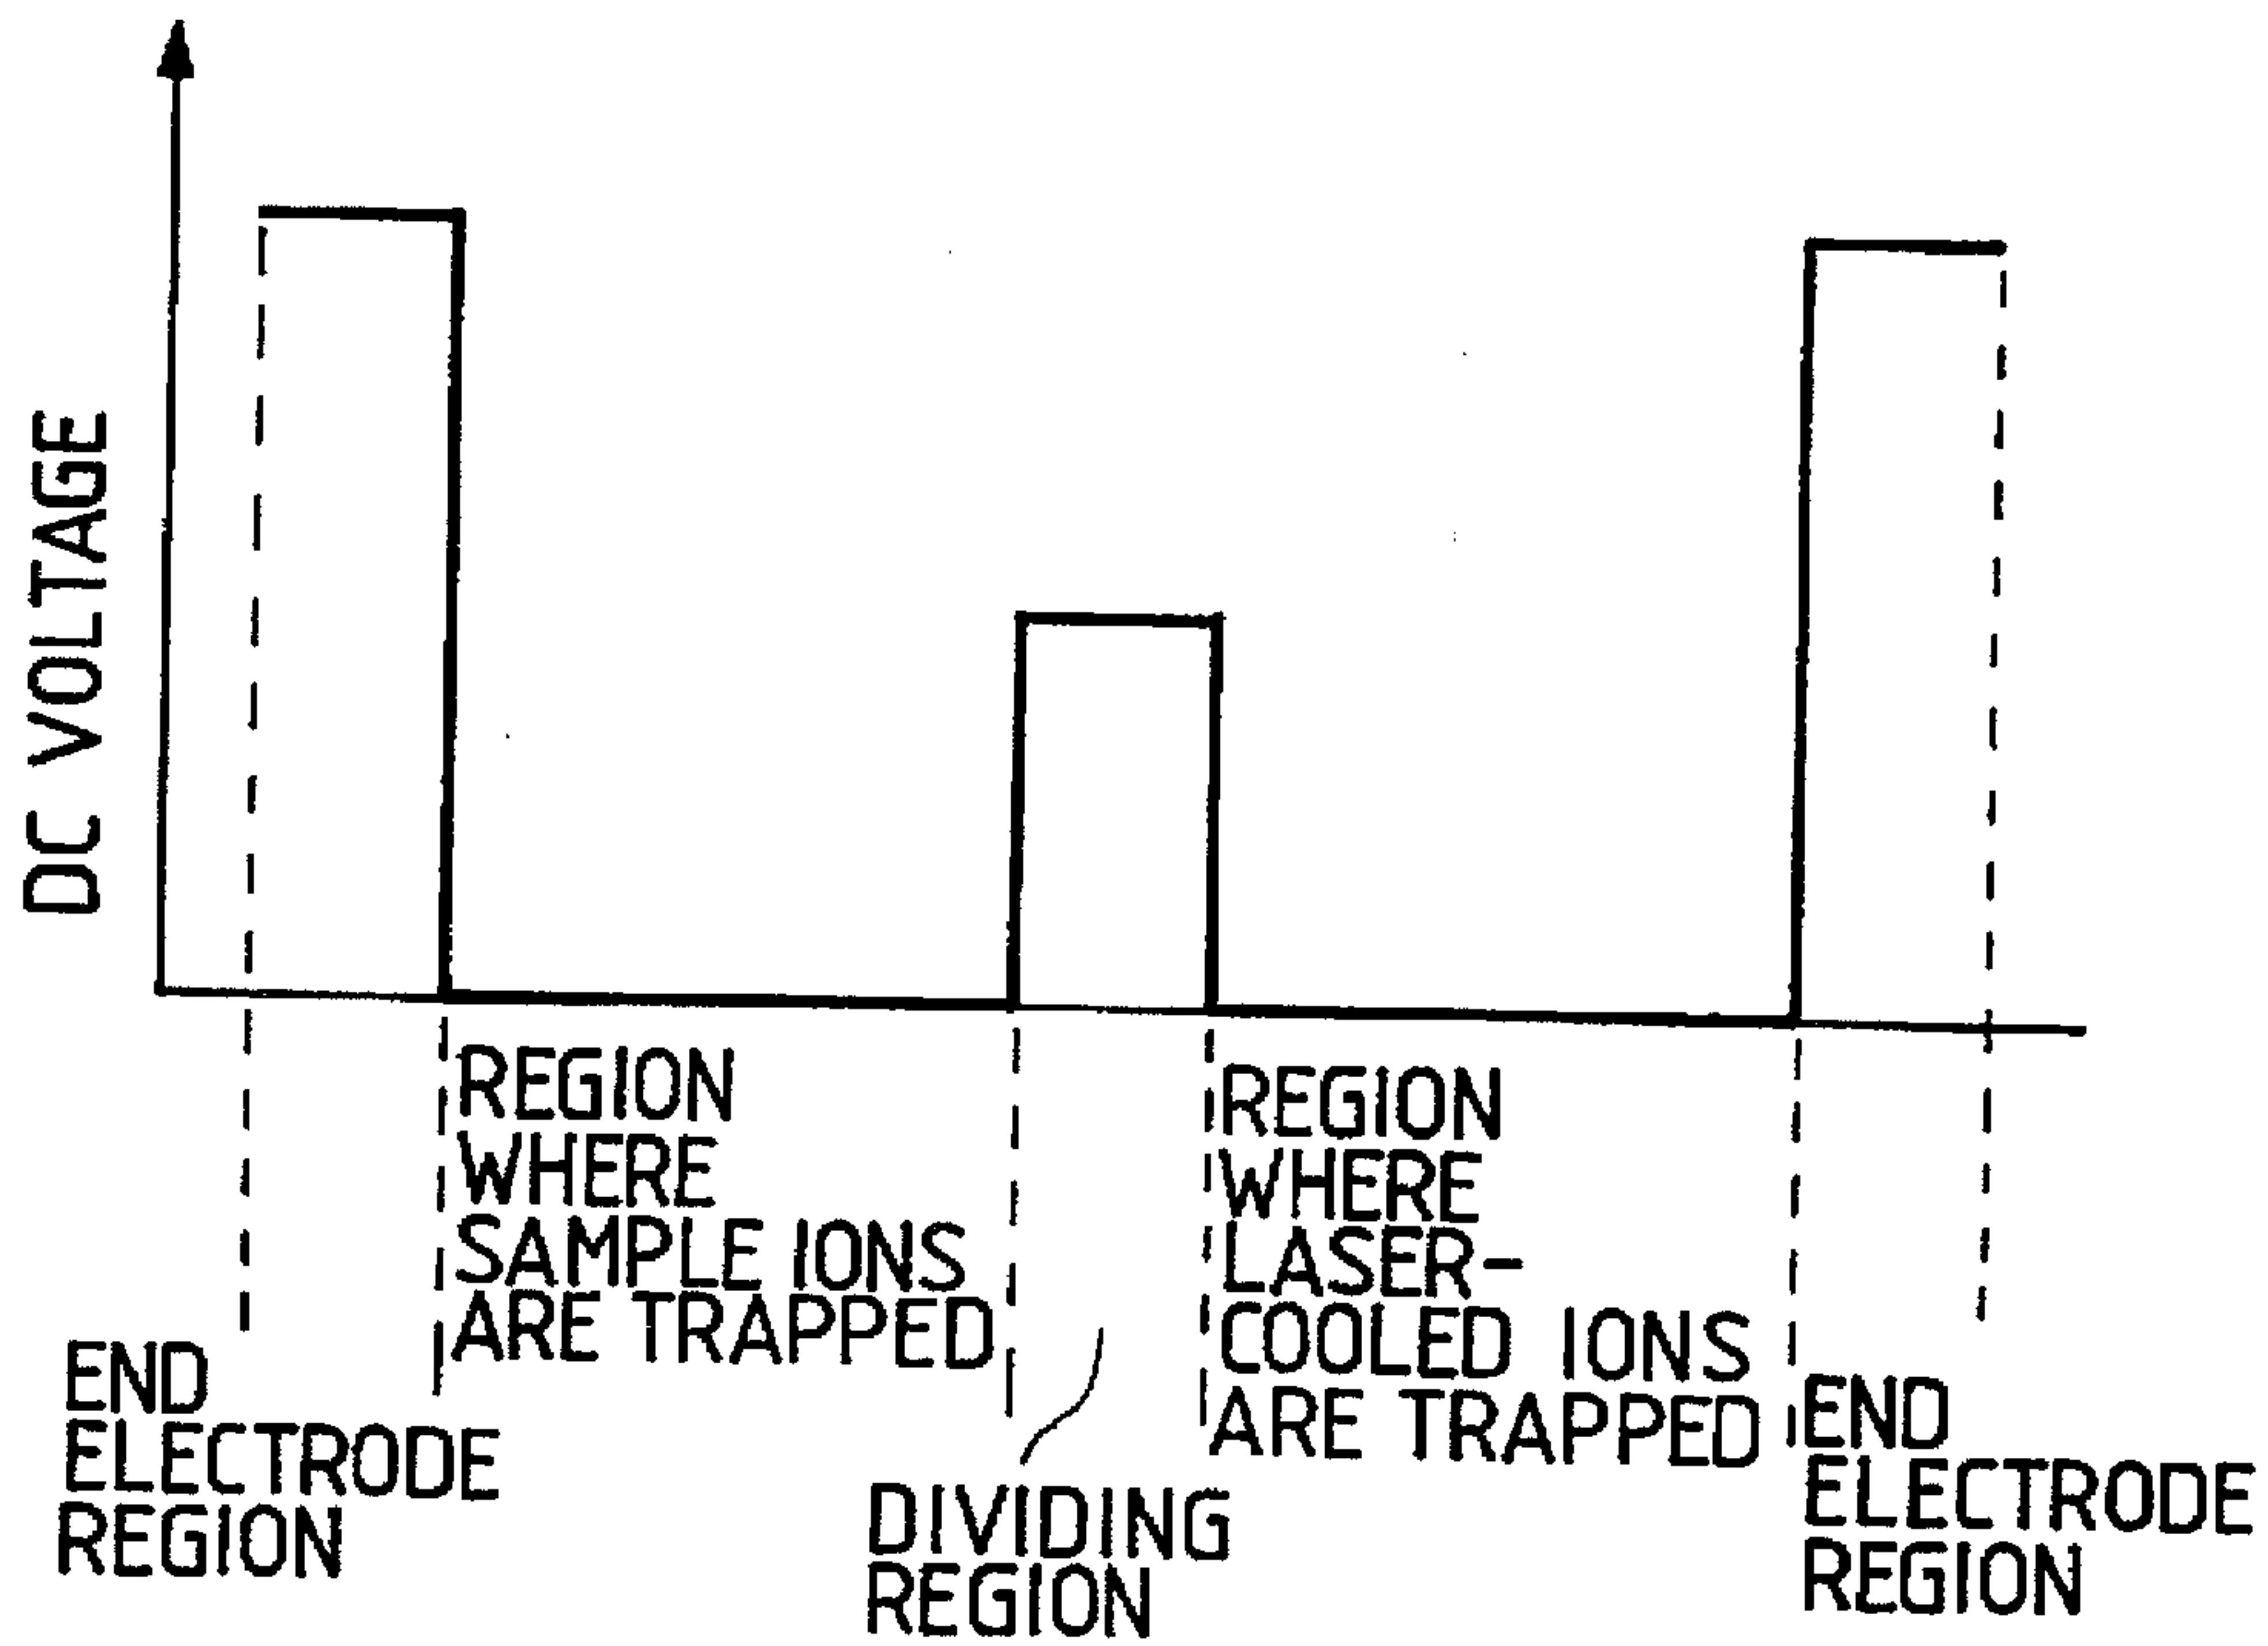 DC VOLTAGE
END
ELECTRODE
REGION
REGION
WHERE
SAMPLE IONS
ARE TRAPPED
DIVIDING
REGION
REGION
WHERE
LASER-
COOLED IONS
ARE TRAPPED
END
ELECTRODE
REGION